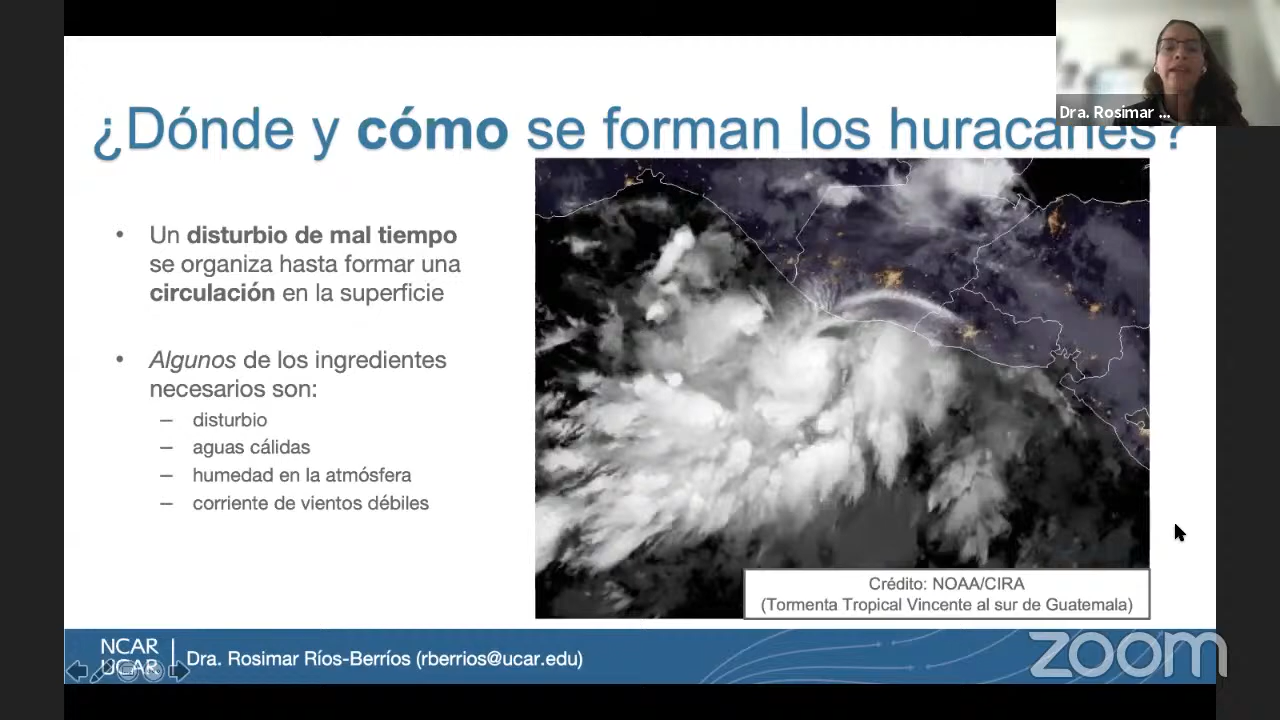 Dra. Rosimar ...
¿Dónde y cómo se forman los huracanes?
• Un disturbio de mal tiempo
se organiza hasta formar una
circulación en la superficie
• Algunos de los ingredientes
necesarios son:
– disturbio
– aguas cálidas
– humedad en la atmósfera
– corriente de vientos débiles
Crédito: NOAA/CIRA
(Tormenta Tropical Vincente al sur de Guatemala)
NCAR
UCAR
Dra. Rosimar Ríos-Berríos (rberrios@ucar.edu)
zoom